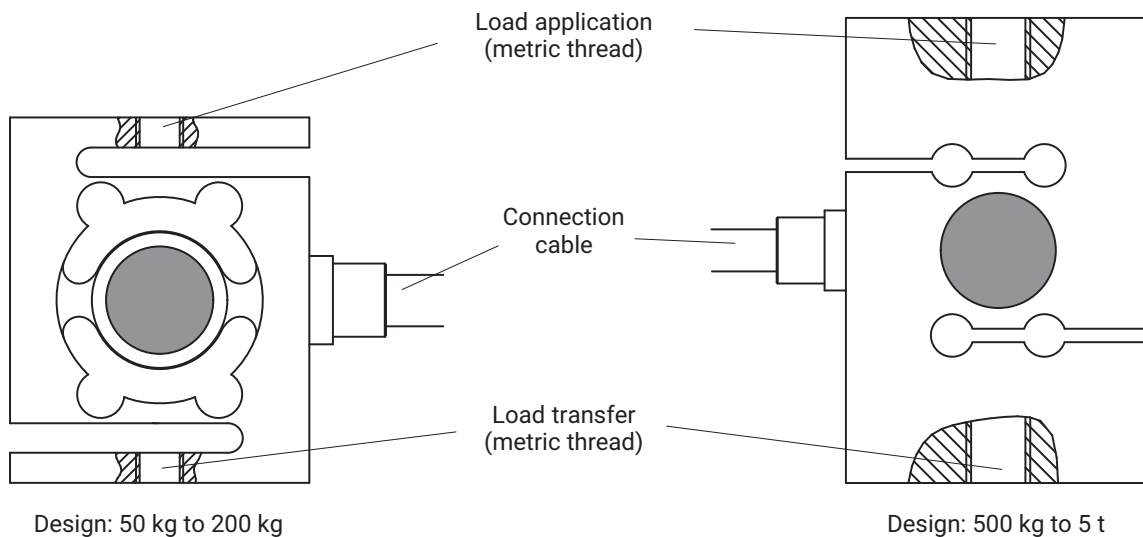 Load application
(metric thread)
Connection
cable
Load transfer
(metric thread)
Design: 50 kg to 200 kg
Design: 500 kg to 5 t